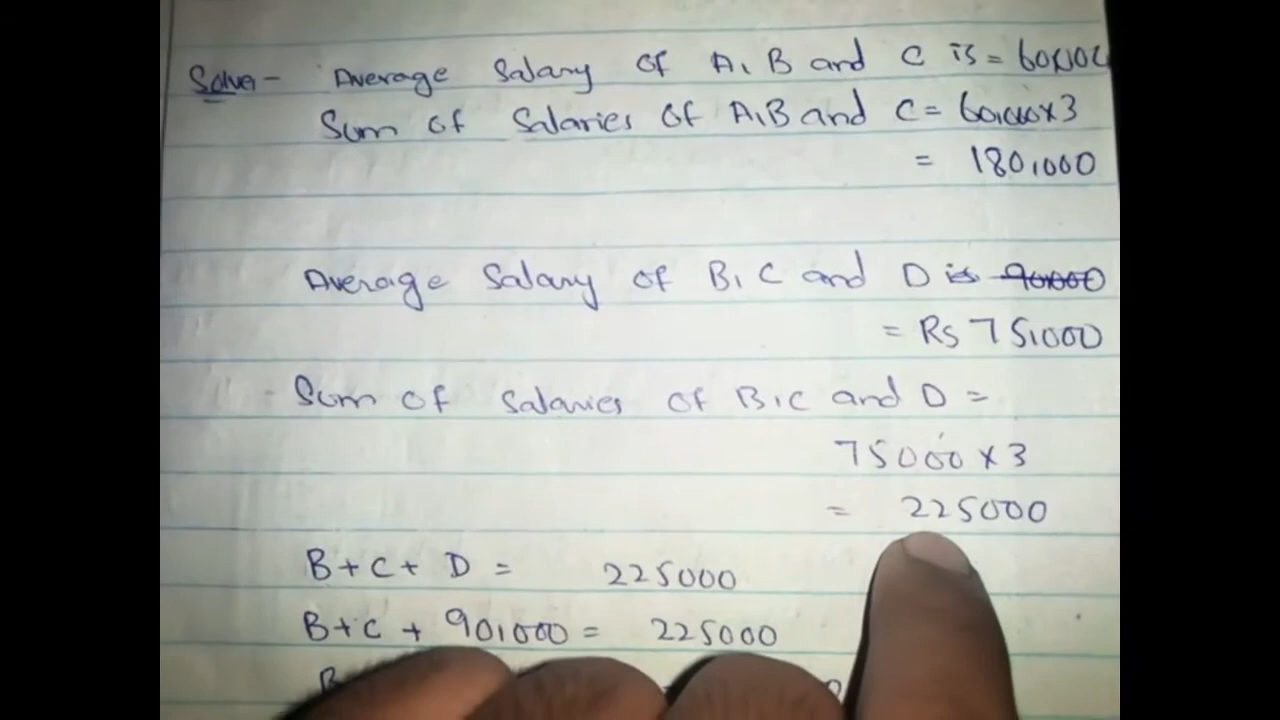 Solve- Average Salary of A, B and C is = 60,000
Sum of Salaries of A, B and C = 60,000 x 3
= 180,000
Average Salary of B, C and D is 90,000
= Rs 75,000
Sum of Salaries of B, C and D =
75000 x 3
= 225000
B + C + D = 225000
B + C + 90,000 = 225000
B